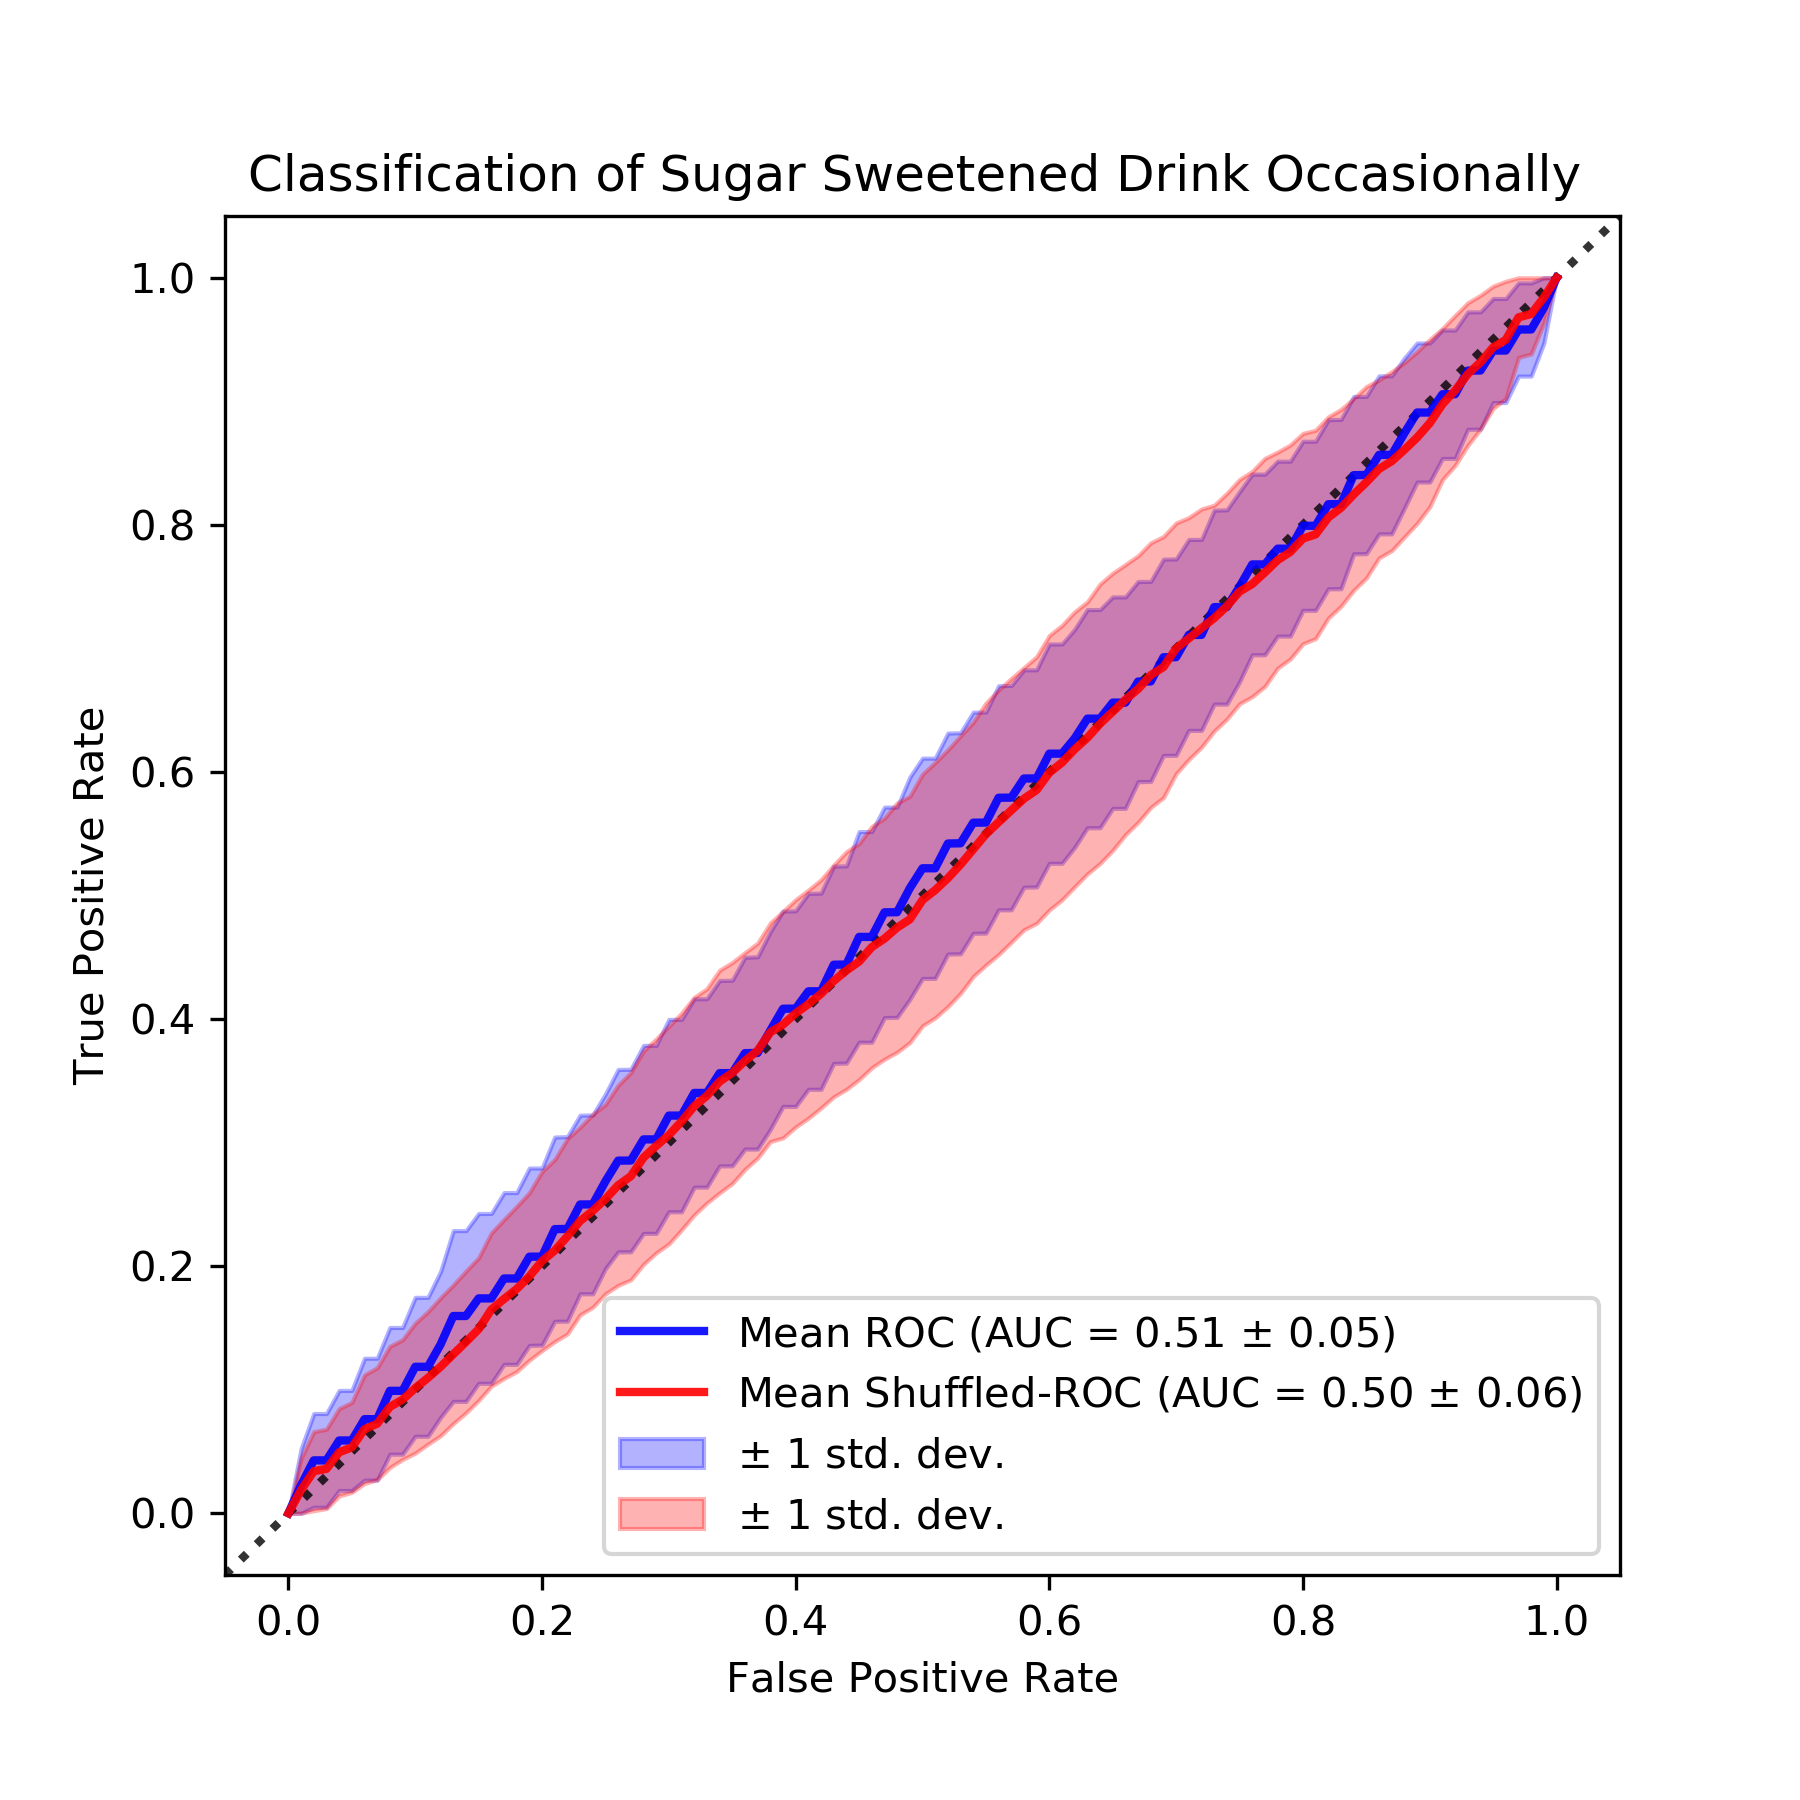 Classification of Sugar Sweetened Drink Occasionally
1.0
0.8
0.6
0.4
0.2
0.0
True Positive Rate
Mean ROC (AUC = 0.51 ± 0.05)
Mean Shuffled-ROC (AUC = 0.50 ± 0.06)
± 1 std. dev.
± 1 std. dev.
0.0 0.2 0.4 0.6 0.8 1.0
False Positive Rate